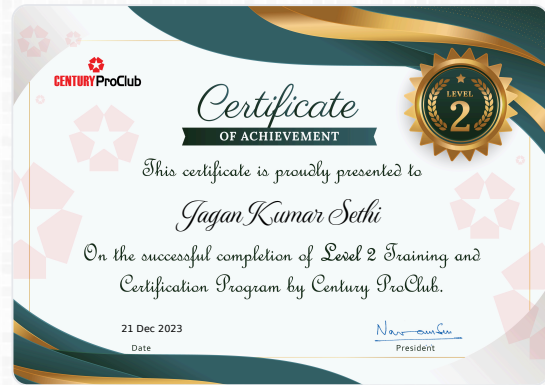 CENTURY ProClub
LEVEL
2
Certificate
OF ACHIEVEMENT
This certificate is proudly presented to
Jagan Kumar Sethi
On the successful completion of Level 2 Training and
Certification Program by Century ProClub.
21 Dec 2023
Date
President